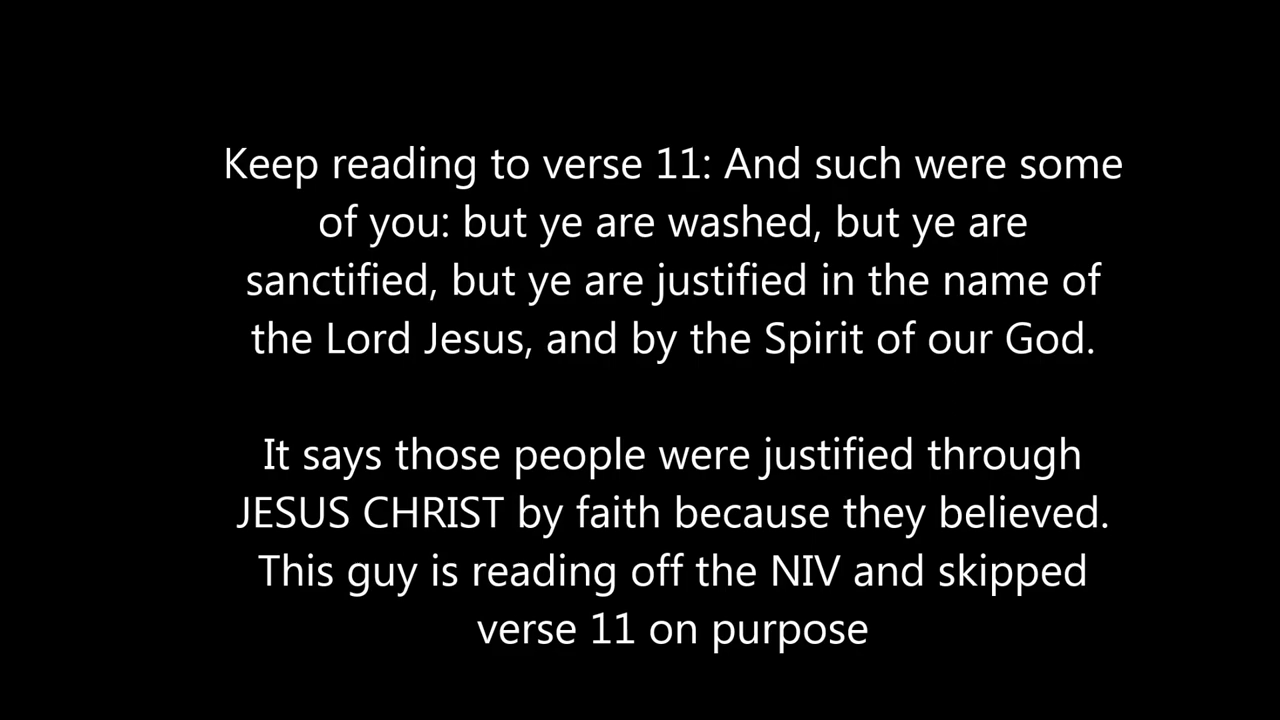 Keep reading to verse 11: And such were some
of you: but ye are washed, but ye are
sanctified, but ye are justified in the name of
the Lord Jesus, and by the Spirit of our God.
It says those people were justified through
JESUS CHRIST by faith because they believed.
This guy is reading off the NIV and skipped
verse 11 on purpose